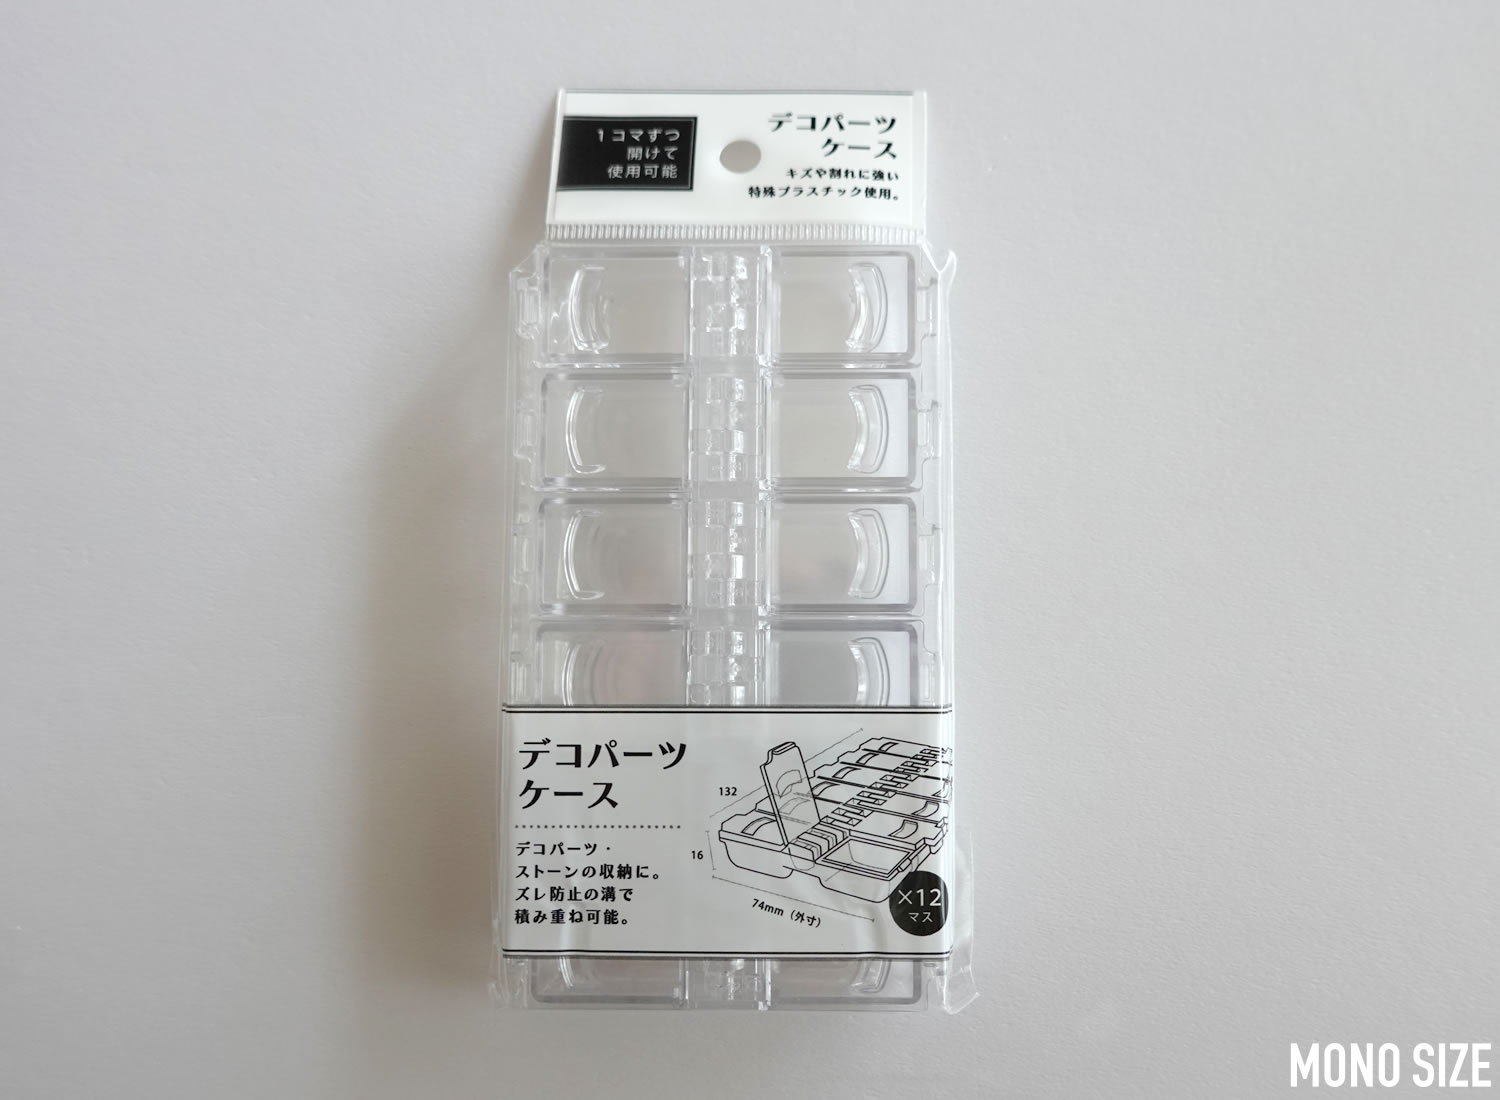 1コマずつ
開けて
使用可能
デコパーツ
ケース
キズや割れに強い
特殊プラスチック使用。
デコパーツ
ケース
デコパーツ・
ストーンの収納に。
ズレ防止の溝で
積み重ね可能。
132
16
74mm（外寸）
×12
マス
MONO SIZE